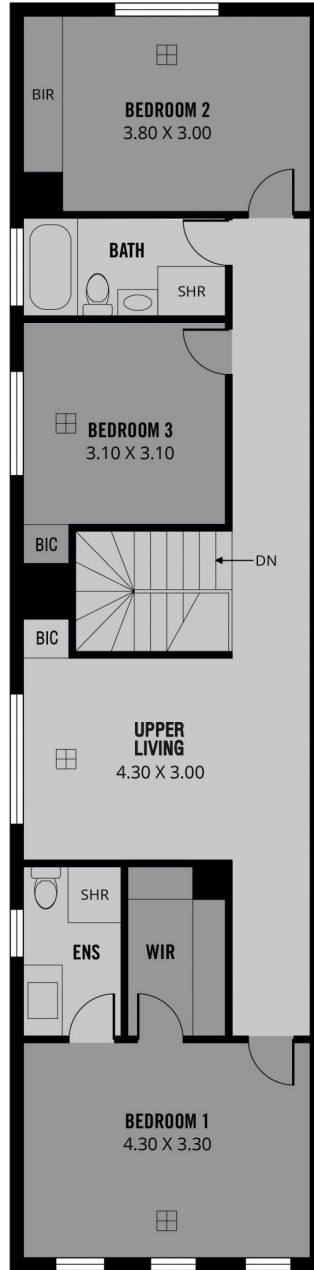 BIR
BEDROOM 2
3.80 X 3.00
BATH
SHR
BEDROOM 3
3.10 X 3.10
BIC
DN
BIC
UPPER
LIVING
4.30 X 3.00
SHR
ENS
WIR
BEDROOM 1
4.30 X 3.30